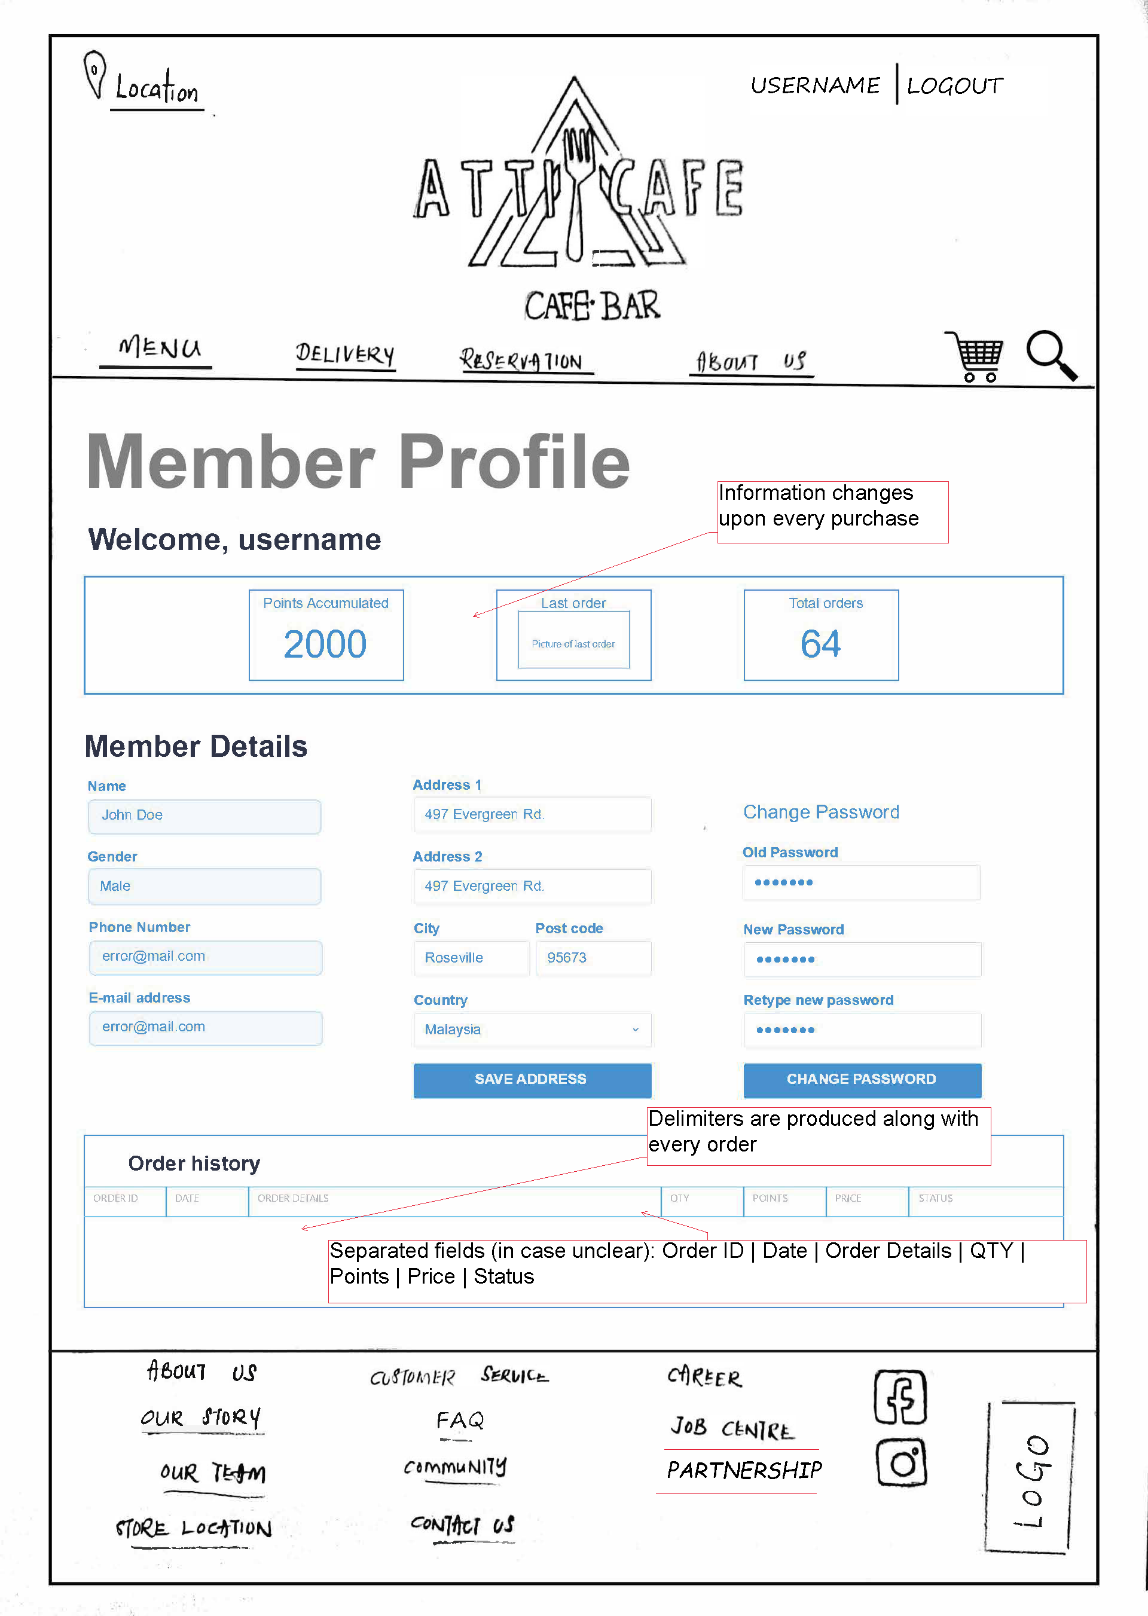 Location
USERNAME | LOGOUT
ATTI CAFE
CAFE·BAR
MENU
DELIVERY
RESERVATION
ABOUT US
Member Profile
Information changes
upon every purchase
Welcome, username
Points Accumulated
2000
Last order
Picture of last order
Total orders
64
Member Details
Name
John Doe
Gender
Male
Phone Number
error@mail.com
E-mail address
error@mail.com
Address 1
497 Evergreen Rd.
Address 2
497 Evergreen Rd.
City
Post code
Roseville
95673
Country
Malaysia
SAVE ADDRESS
Change Password
Old Password
New Password
Retype new password
CHANGE PASSWORD
Delimiters are produced along with
every order
Order history
ORDER ID
DATE
ORDER DETAILS
QTY
POINTS
PRICE
STATUS
Separated fields (in case unclear): Order ID | Date | Order Details | QTY |
Points | Price | Status
ABOUT US
OUR STORY
OUR TEAM
STORE LOCATION
CUSTOMER SERVICE
FAQ
COMMUNITY
CONTACT US
CAREER
JOB CENTRE
PARTNERSHIP
LOGO